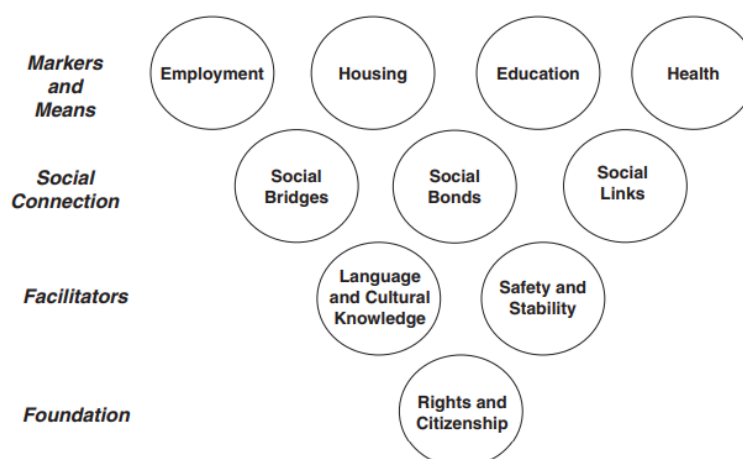 Markers
and
Means
Employment
Housing
Education
Health
Social
Connection
Social
Bridges
Social
Bonds
Social
Links
Facilitators
Language
and Cultural
Knowledge
Safety and
Stability
Foundation
Rights and
Citizenship